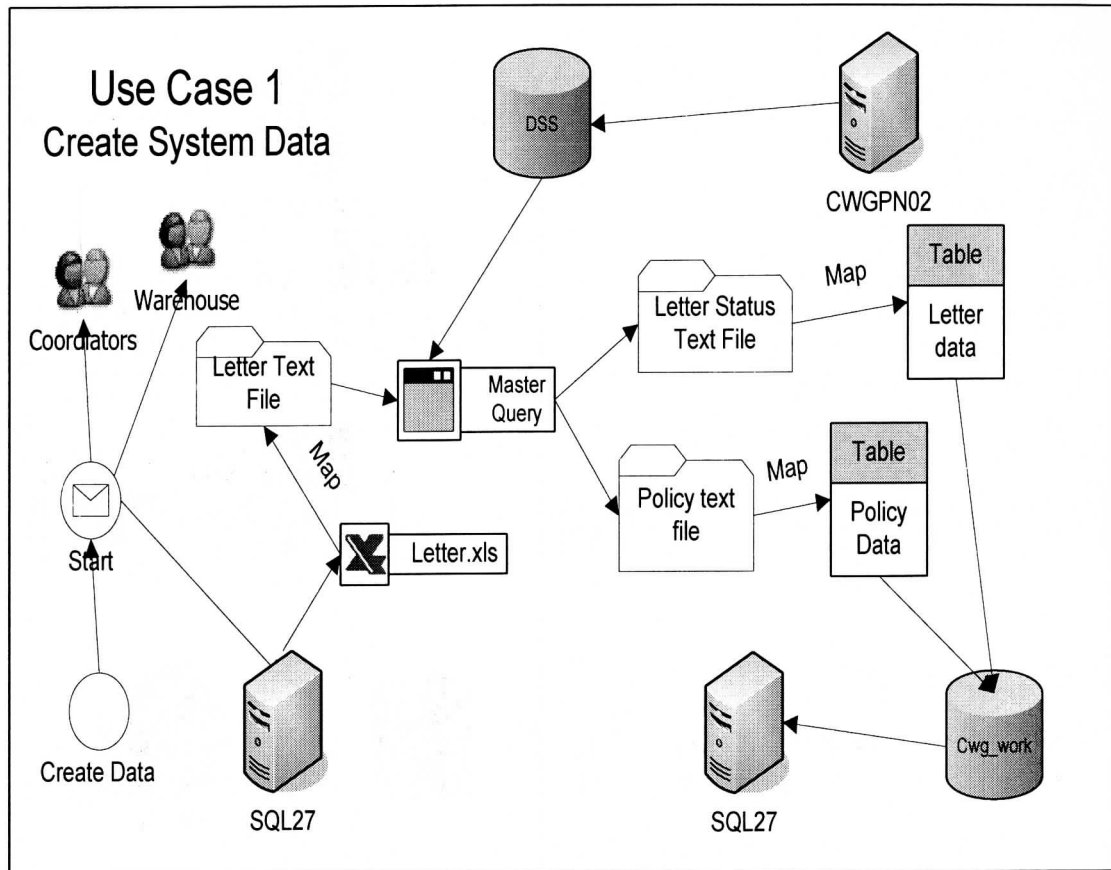 Use Case 1
Create System Data
DSS
CWGPN02
Coordiators
Warehouse
Letter Text
File
Master
Query
Letter Status
Text File
Map
Table
Letter
data
Map
Start
Letter.xls
Policy text
file
Map
Table
Policy
Data
Create Data
SQL27
SQL27
Cwg_work